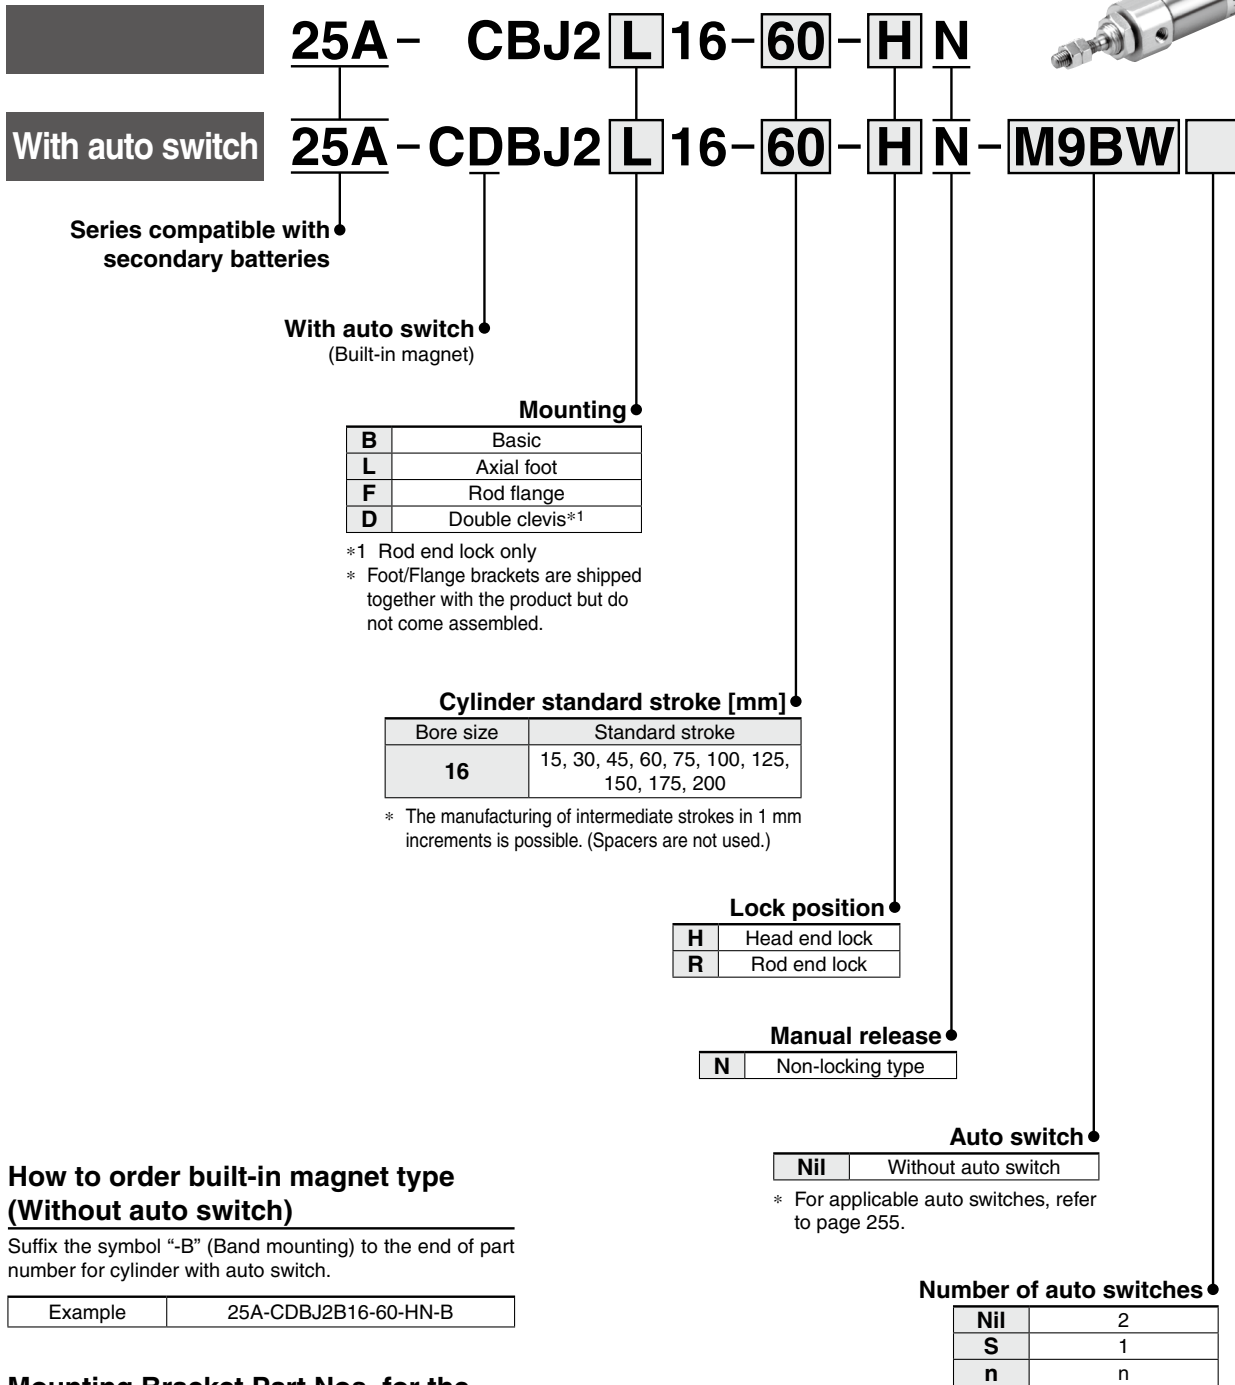 25A - CBJ2 L 16-60-H N
With auto switch 25A-CDBJ2 L 16-60-H N-M9BW
Series compatible with
secondary batteries
With auto switch
(Built-in magnet)
Mounting
B Basic
L Axial foot
F Rod flange
D Double clevis*1
*1 Rod end lock only
* Foot/Flange brackets are shipped
together with the product but do
not come assembled.
Cylinder standard stroke [mm]
Bore size Standard stroke
16 15, 30, 45, 60, 75, 100, 125,
150, 175, 200
* The manufacturing of intermediate strokes in 1 mm
increments is possible. (Spacers are not used.)
Lock position
H Head end lock
R Rod end lock
Manual release
N Non-locking type
Auto switch
Nil Without auto switch
* For applicable auto switches, refer
to page 255.
Number of auto switches
Nil 2
S 1
n n
How to order built-in magnet type
(Without auto switch)
Suffix the symbol “-B” (Band mounting) to the end of part
number for cylinder with auto switch.
Example 25A-CDBJ2B16-60-HN-B
Mounting Bracket Part Nos. for the